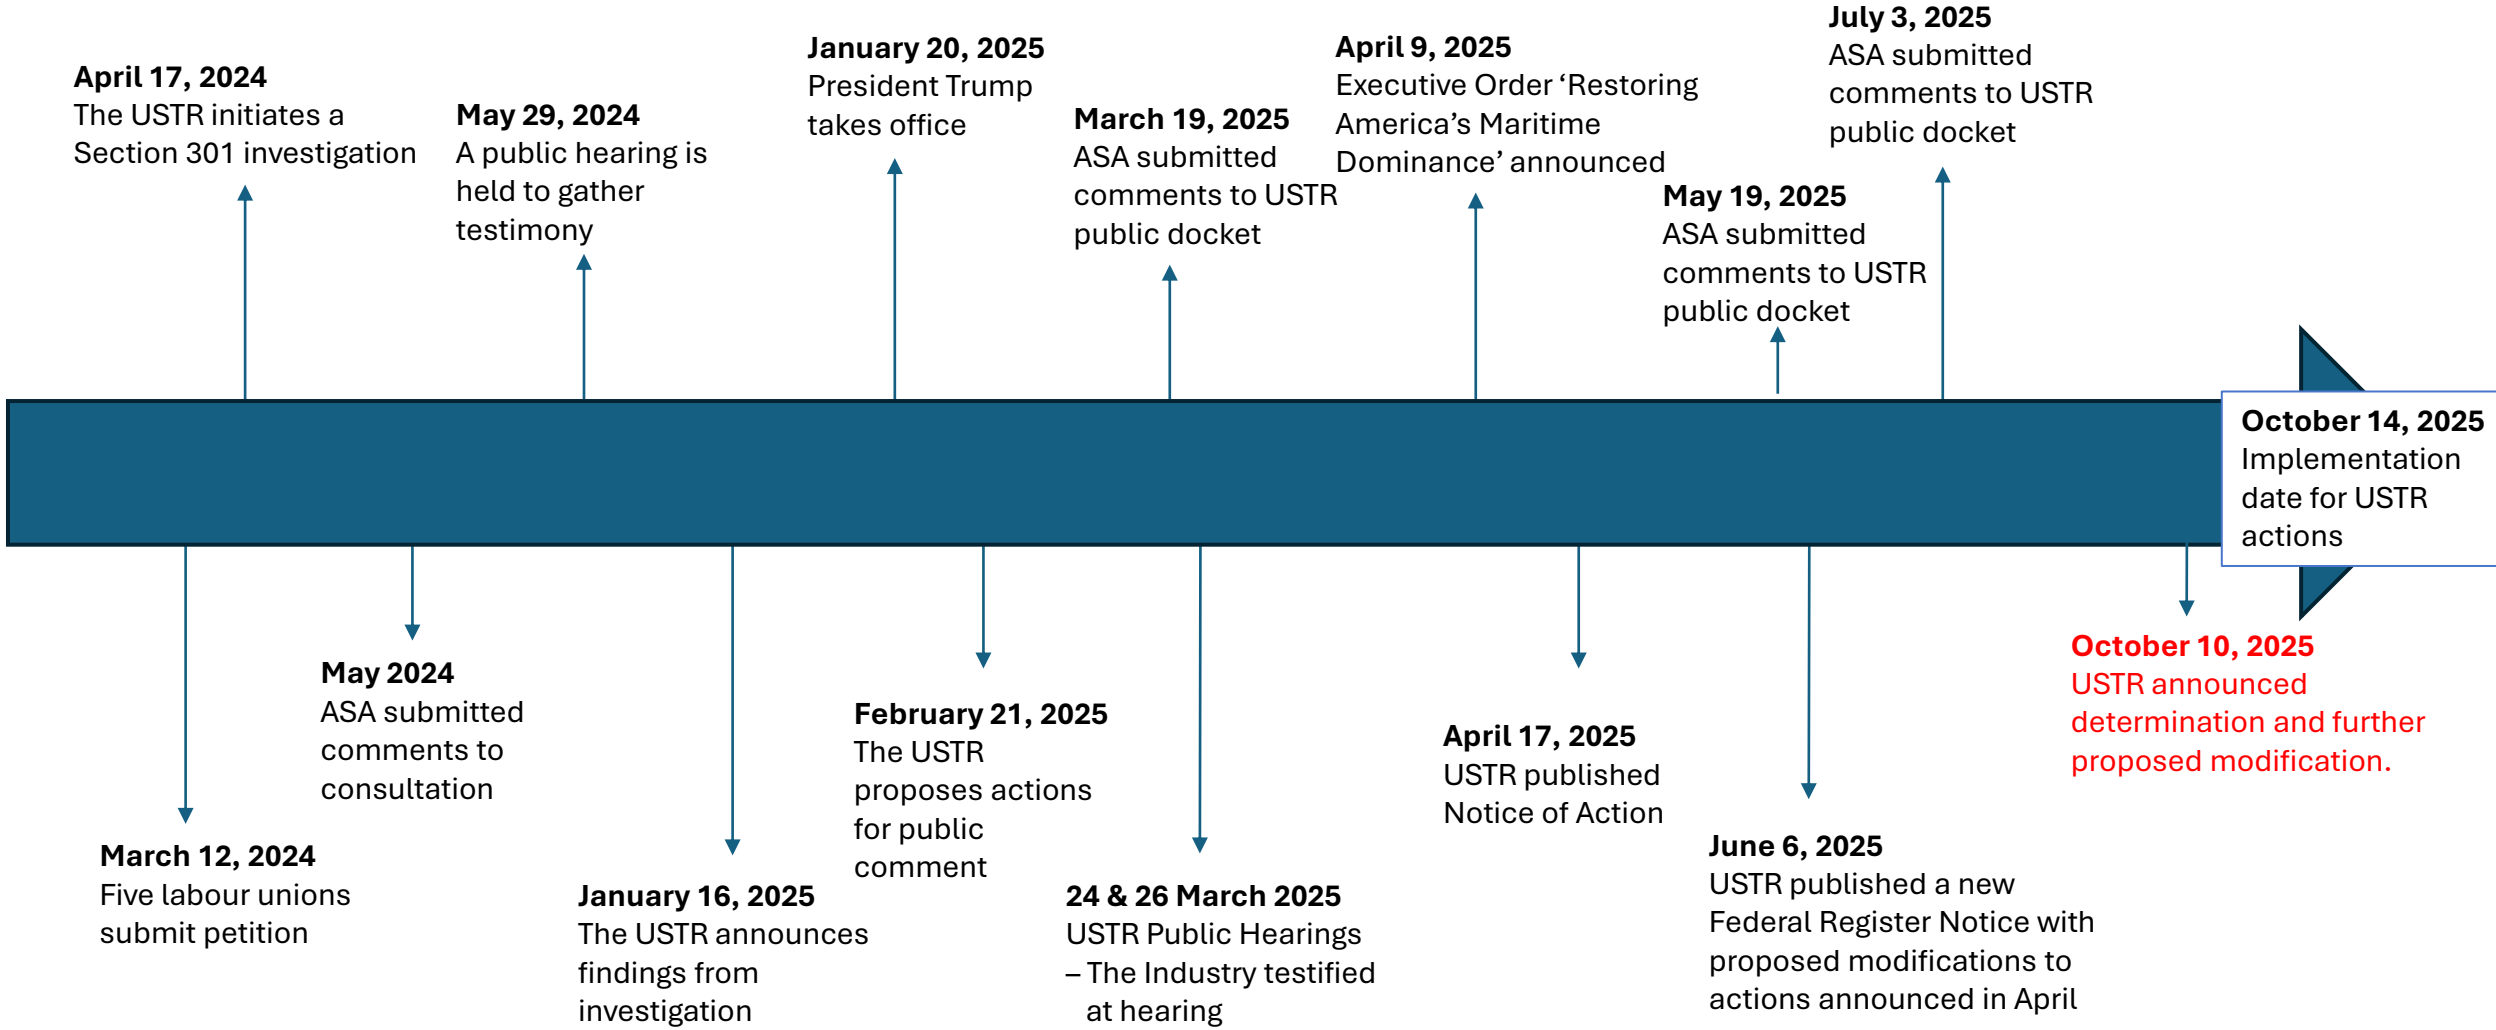 April 17, 2024
The USTR initiates a
Section 301 investigation
May 29, 2024
A public hearing is
held to gather
testimony
January 20, 2025
President Trump
takes office
March 19, 2025
ASA submitted
comments to USTR
public docket
April 9, 2025
Executive Order ‘Restoring
America’s Maritime
Dominance’ announced
May 19, 2025
ASA submitted
comments to USTR
public docket
July 3, 2025
ASA submitted
comments to USTR
public docket
October 14, 2025
Implementation
date for USTR
actions
March 12, 2024
Five labour unions
submit petition
May 2024
ASA submitted
comments to
consultation
January 16, 2025
The USTR announces
findings from
investigation
February 21, 2025
The USTR
proposes actions
for public
comment
24 & 26 March 2025
USTR Public Hearings
– The Industry testified
at hearing
April 17, 2025
USTR published
Notice of Action
June 6, 2025
USTR published a new
Federal Register Notice with
proposed modifications to
actions announced in April
October 10, 2025
USTR announced
determination and further
proposed modification.